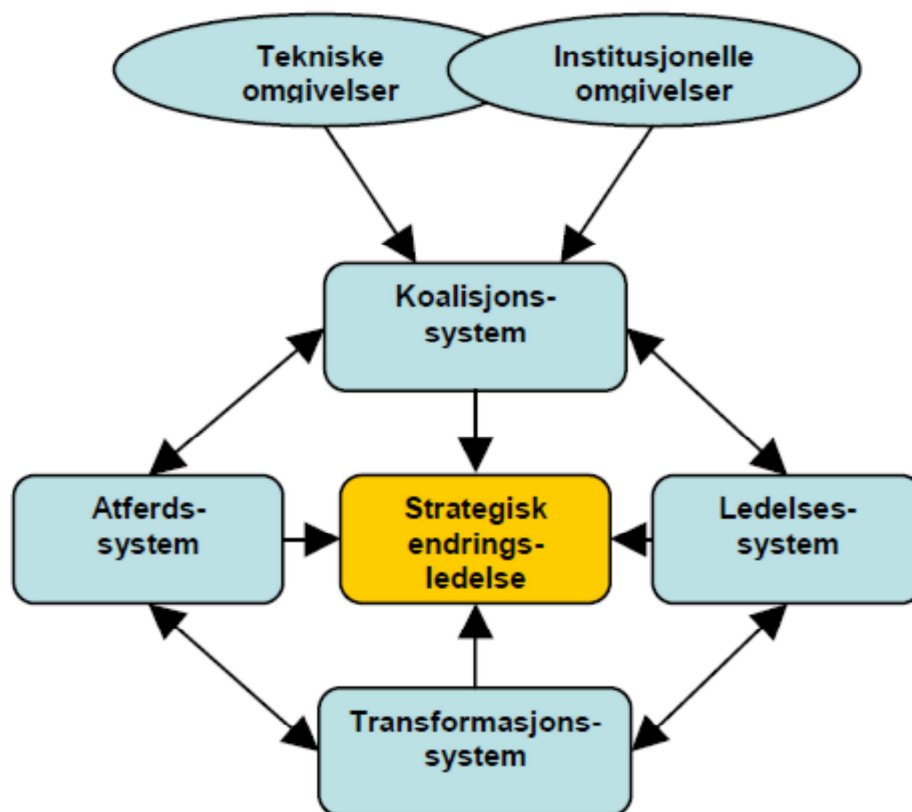 Tekniske
omgivelser
Institusjonelle
omgivelser
Koalisjons-
system
Atferds-
system
Strategisk
endrings-
ledelse
Ledelses-
system
Transformasjons-
system